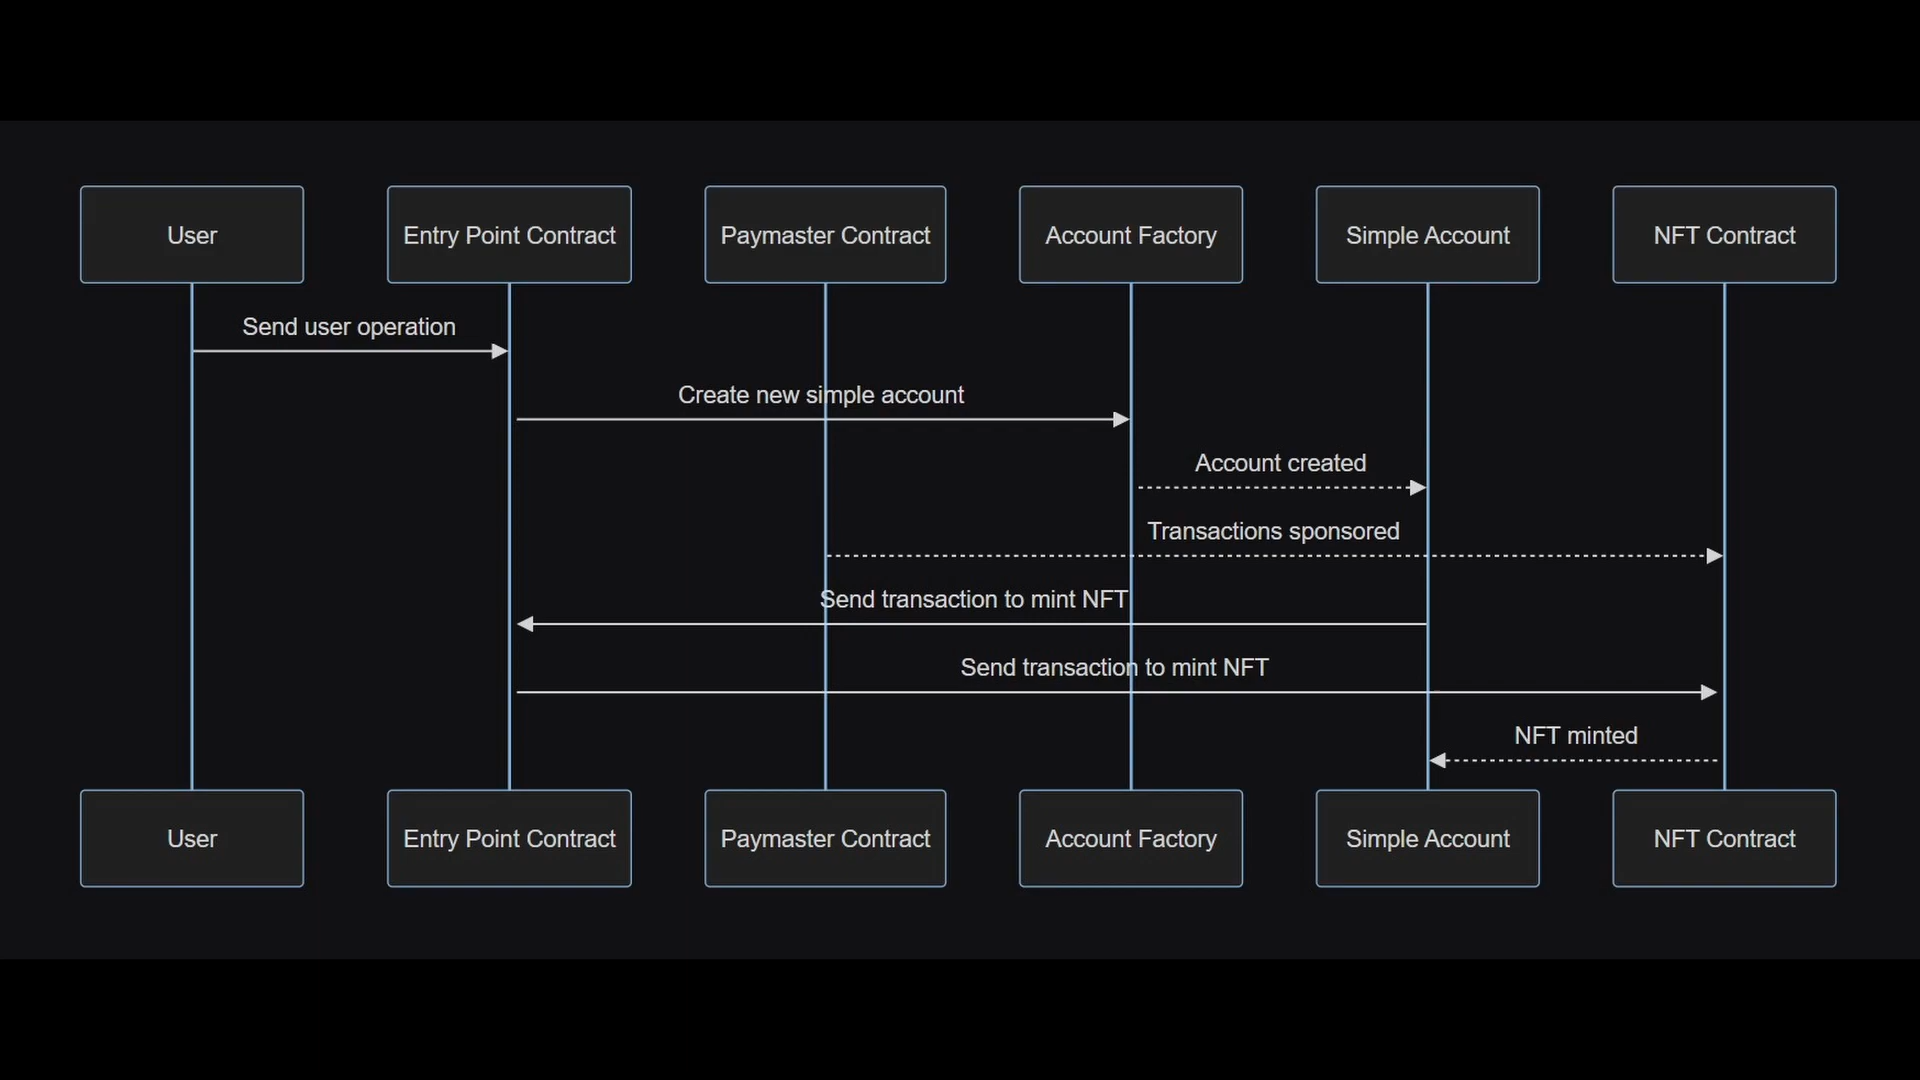 User
Entry Point Contract
Paymaster Contract
Account Factory
Simple Account
NFT Contract
Send user operation
Create new simple account
Account created
Transactions sponsored
Send transaction to mint NFT
Send transaction to mint NFT
NFT minted
User
Entry Point Contract
Paymaster Contract
Account Factory
Simple Account
NFT Contract